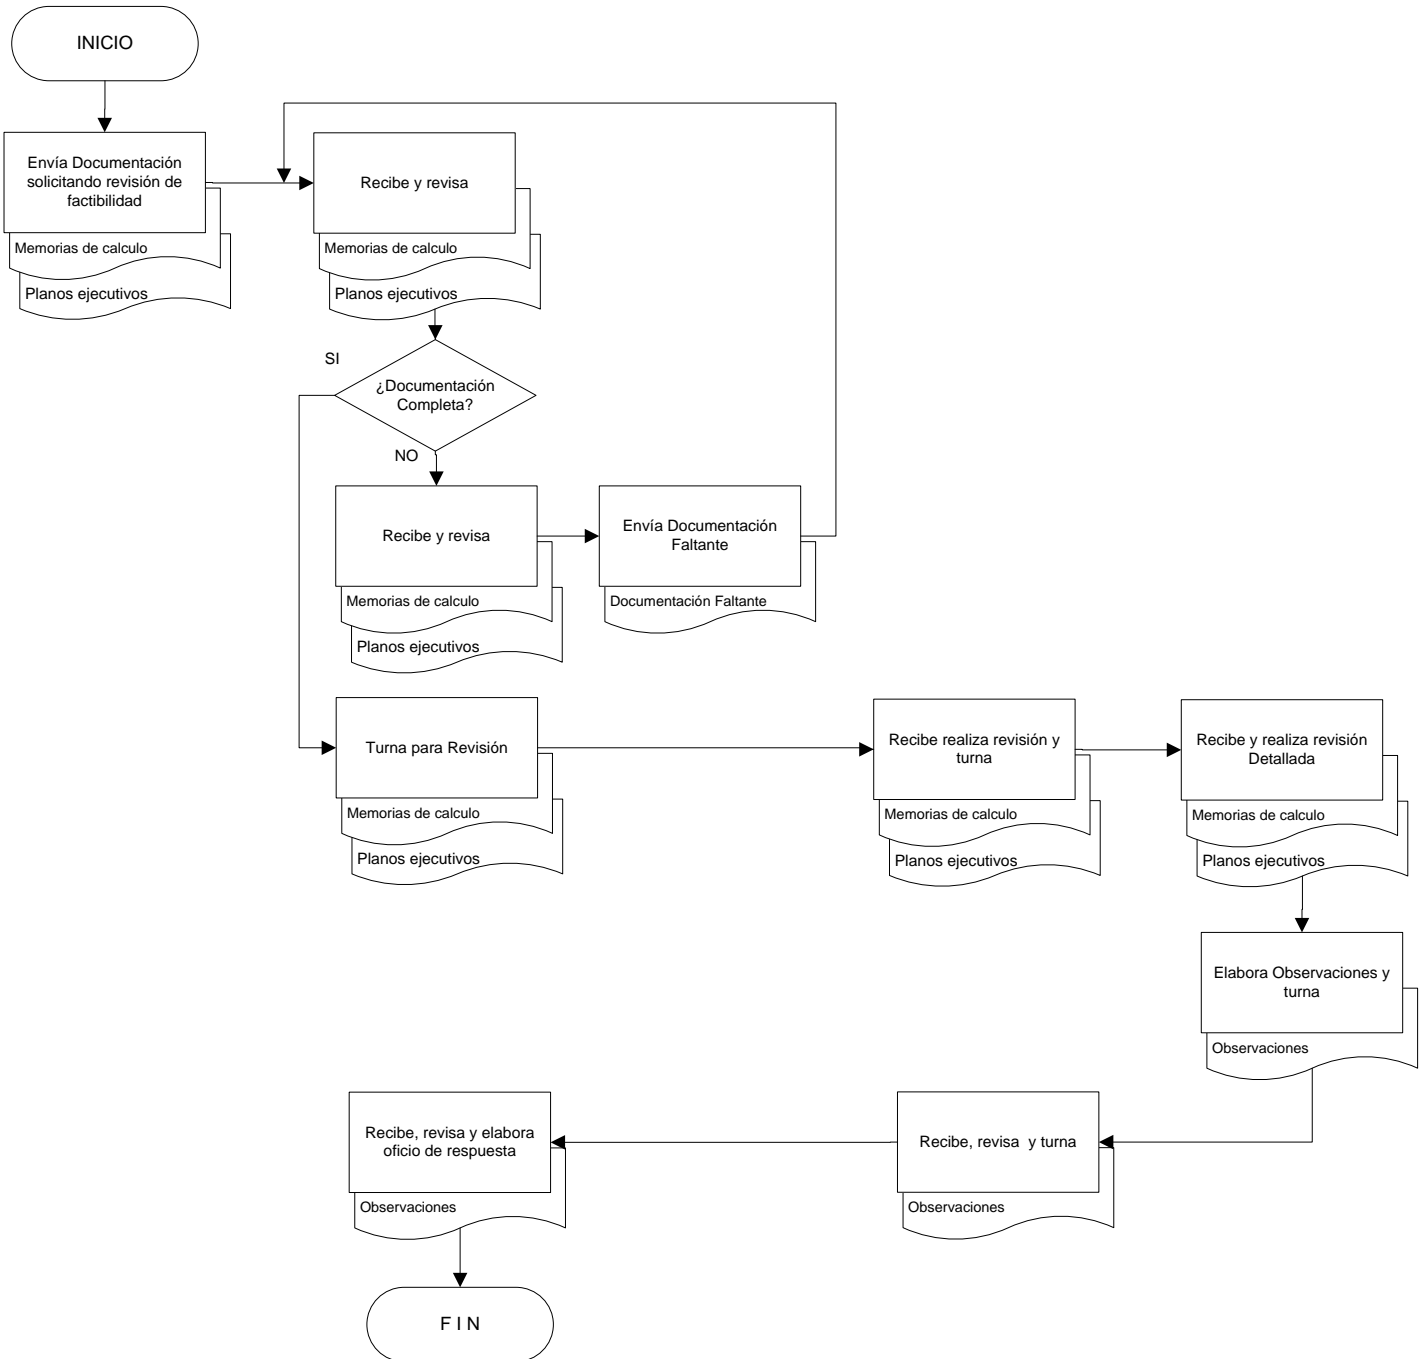 INICIO
Envía Documentación
solicitando revisión de
factibilidad
Memorias de calculo
Planos ejecutivos
Recibe y revisa
Memorias de calculo
Planos ejecutivos
SI
¿Documentación
Completa?
NO
Recibe y revisa
Memorias de calculo
Planos ejecutivos
Envía Documentación
Faltante
Documentación Faltante
Turna para Revisión
Memorias de calculo
Planos ejecutivos
Recibe realiza revisión y
turna
Memorias de calculo
Planos ejecutivos
Recibe y realiza revisión
Detallada
Memorias de calculo
Planos ejecutivos
Elabora Observaciones y
turna
Observaciones
Recibe, revisa y turna
Observaciones
Recibe, revisa y elabora
oficio de respuesta
Observaciones
F I N